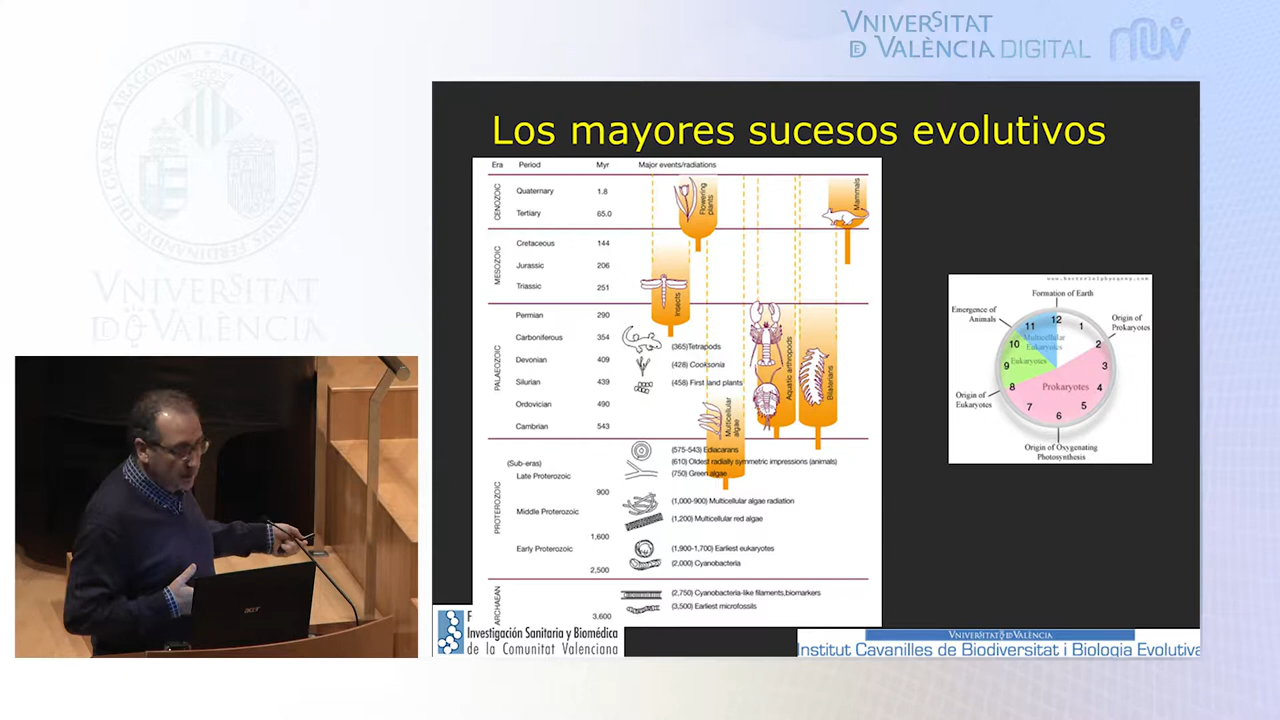 VNIVERSITAT
D VALÈNCIA DIGITAL
VNIVERSITAT
D VALÈNCIA
Los mayores sucesos evolutivos
Era Period Myr Major events/radiations
CENOZOIC
Quaternary 1.8
Tertiary 65.0
Flowering plants
Mammals
MESOZOIC
Cretaceous 144
Jurassic 206
Triassic 251
Insects
PALAEOZOIC
Permian 290
Carboniferous 354
(365)Tetrapods
Devonian 409
(428) Cooksonia
Silurian 439
(458) First land plants
Ordovician 490
Cambrian 543
Multicellular algae
Aquatic arthropods
Bilaterians
PROTEROZOIC
(575-543) Ediacarans
(Sub-eras)
(610) Oldest radially symmetric impressions (animals)
Late Proterozoic
(750) Green algae
900
(1,000-900) Multicellular algae radiation
Middle Proterozoic
(1,200) Multicellular red algae
1,600
Early Proterozoic
(1,900-1,700) Earliest eukaryotes
(2,000) Cyanobacteria
2,500
ARCHAEAN
(2,750) Cyanobacteria-like filaments,biomarkers
(3,500) Earliest microfossils
3,600
Formation of Earth
Emergence of
Animals
Origin of
Prokaryotes
12
11
1
10
2
9
3
8
4
7
5
6
Multicellular
Eukaryotes
Eukaryotes
Prokaryotes
Origin of
Eukaryotes
Origin of Oxygenating
Photosynthesis
acer
F
Investigación Sanitaria y Biomédica
de la Comunitat Valenciana
VNIVERSITATDVALÈNCIA
Institut Cavanilles de Biodiversitat i Biologia Evolutiva